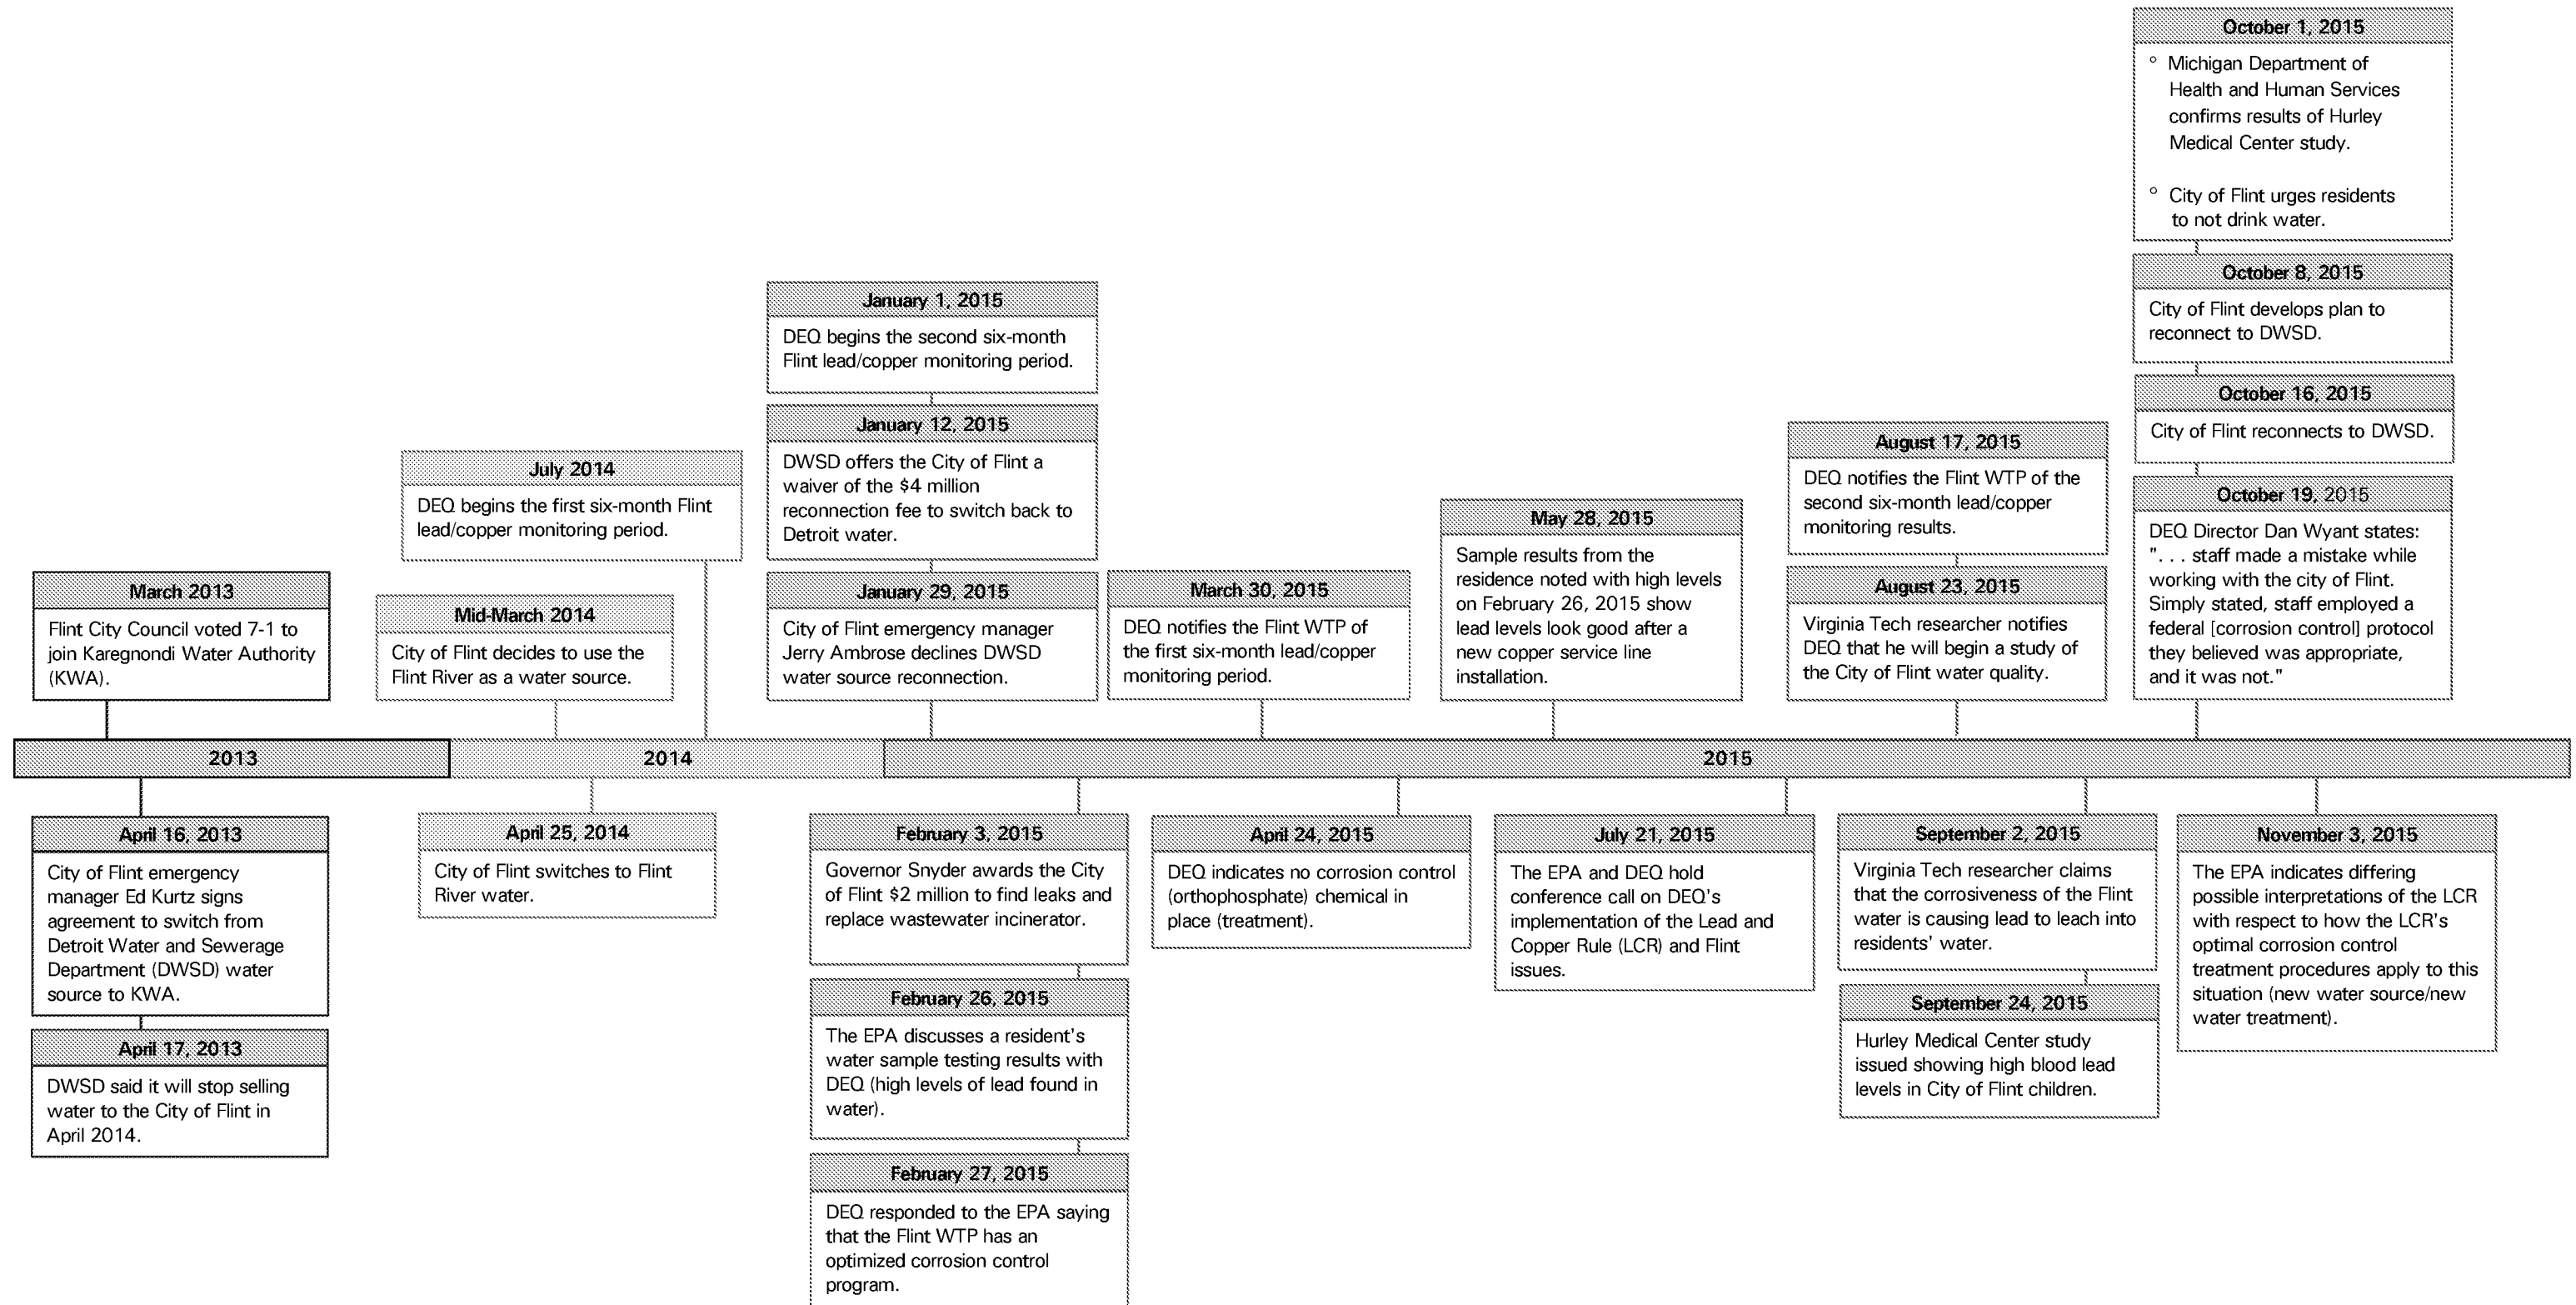 October 1, 2015
° Michigan Department of
Health and Human Services
confirms results of Hurley
Medical Center study.
° City of Flint urges residents
to not drink water.
October 8, 2015
City of Flint develops plan to
reconnect to DWSD.
October 16, 2015
City of Flint reconnects to DWSD.
October 19, 2015
DEQ Director Dan Wyant states:
". . . staff made a mistake while
working with the city of Flint.
Simply stated, staff employed a
federal [corrosion control] protocol
they believed was appropriate,
and it was not."
January 1, 2015
DEQ begins the second six-month
Flint lead/copper monitoring period.
January 12, 2015
DWSD offers the City of Flint a
waiver of the $4 million
reconnection fee to switch back to
Detroit water.
January 29, 2015
City of Flint emergency manager
Jerry Ambrose declines DWSD
water source reconnection.
August 17, 2015
DEQ notifies the Flint WTP of the
second six-month lead/copper
monitoring results.
August 23, 2015
Virginia Tech researcher notifies
DEQ that he will begin a study of
the City of Flint water quality.
July 2014
DEQ begins the first six-month Flint
lead/copper monitoring period.
May 28, 2015
Sample results from the
residence noted with high levels
on February 26, 2015 show
lead levels look good after a
new copper service line
installation.
March 2013
Flint City Council voted 7-1 to
join Karegnondi Water Authority
(KWA).
Mid-March 2014
City of Flint decides to use the
Flint River as a water source.
March 30, 2015
DEQ notifies the Flint WTP of
the first six-month lead/copper
monitoring period.
2013
2014
2015
April 16, 2013
City of Flint emergency
manager Ed Kurtz signs
agreement to switch from
Detroit Water and Sewerage
Department (DWSD) water
source to KWA.
April 17, 2013
DWSD said it will stop selling
water to the City of Flint in
April 2014.
April 25, 2014
City of Flint switches to Flint
River water.
February 3, 2015
Governor Snyder awards the City
of Flint $2 million to find leaks and
replace wastewater incinerator.
February 26, 2015
The EPA discusses a resident's
water sample testing results with
DEQ (high levels of lead found in
water).
February 27, 2015
DEQ responded to the EPA saying
that the Flint WTP has an
optimized corrosion control
program.
April 24, 2015
DEQ indicates no corrosion control
(orthophosphate) chemical in
place (treatment).
July 21, 2015
The EPA and DEQ hold
conference call on DEQ's
implementation of the Lead and
Copper Rule (LCR) and Flint
issues.
September 2, 2015
Virginia Tech researcher claims
that the corrosiveness of the Flint
water is causing lead to leach into
residents' water.
September 24, 2015
Hurley Medical Center study
issued showing high blood lead
levels in City of Flint children.
November 3, 2015
The EPA indicates differing
possible interpretations of the LCR
with respect to how the LCR's
optimal corrosion control
treatment procedures apply to this
situation (new water source/new
water treatment).